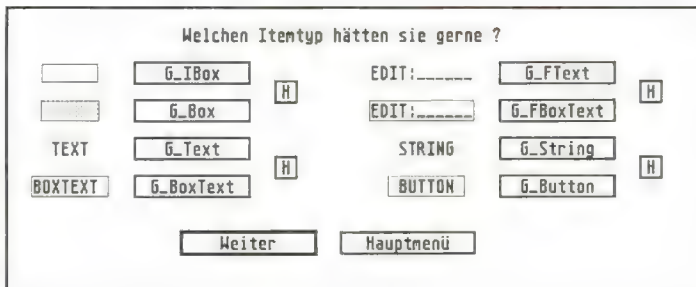 Welchen Itemtyp hätten sie gerne ?
G_IBox EDIT:______ G_FText
H H
G_Box EDIT:______ G_FBoxText
TEXT G_Text STRING G_String
H H
BOXTEXT G_BoxText BUTTON G_Button
Weiter Hauptmenü